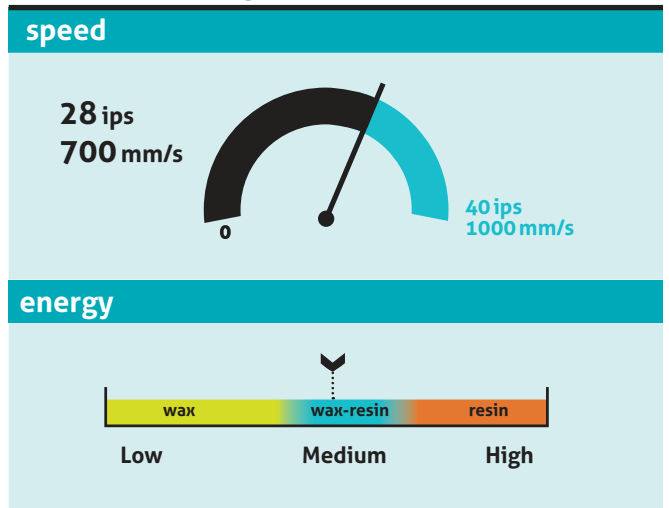 speed
28 ips
700 mm/s
0
40 ips
1000 mm/s
energy
wax wax-resin resin
Low Medium High